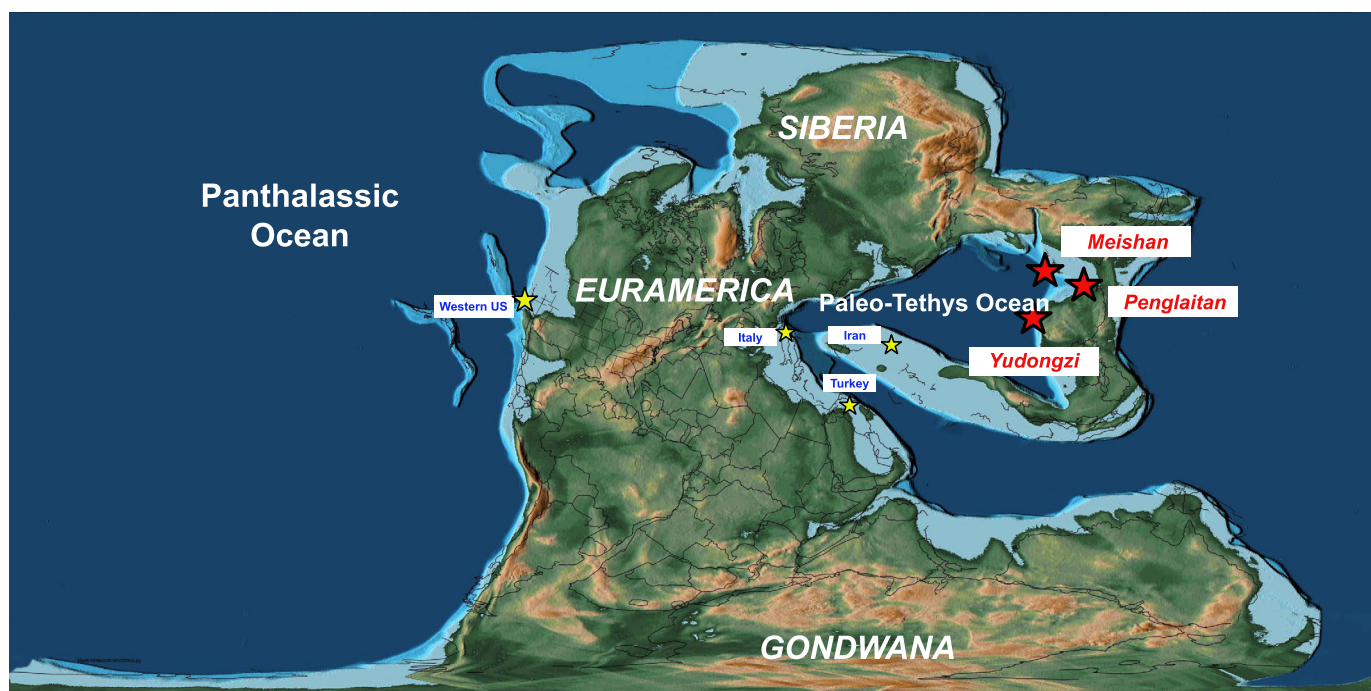 SIBERIA
Panthalassic
Ocean
Meishan
EURAMERICA
Paleo-Tethys Ocean
Penglaitan
Western US
Italy
Iran
Yudongzi
Turkey
GONDWANA